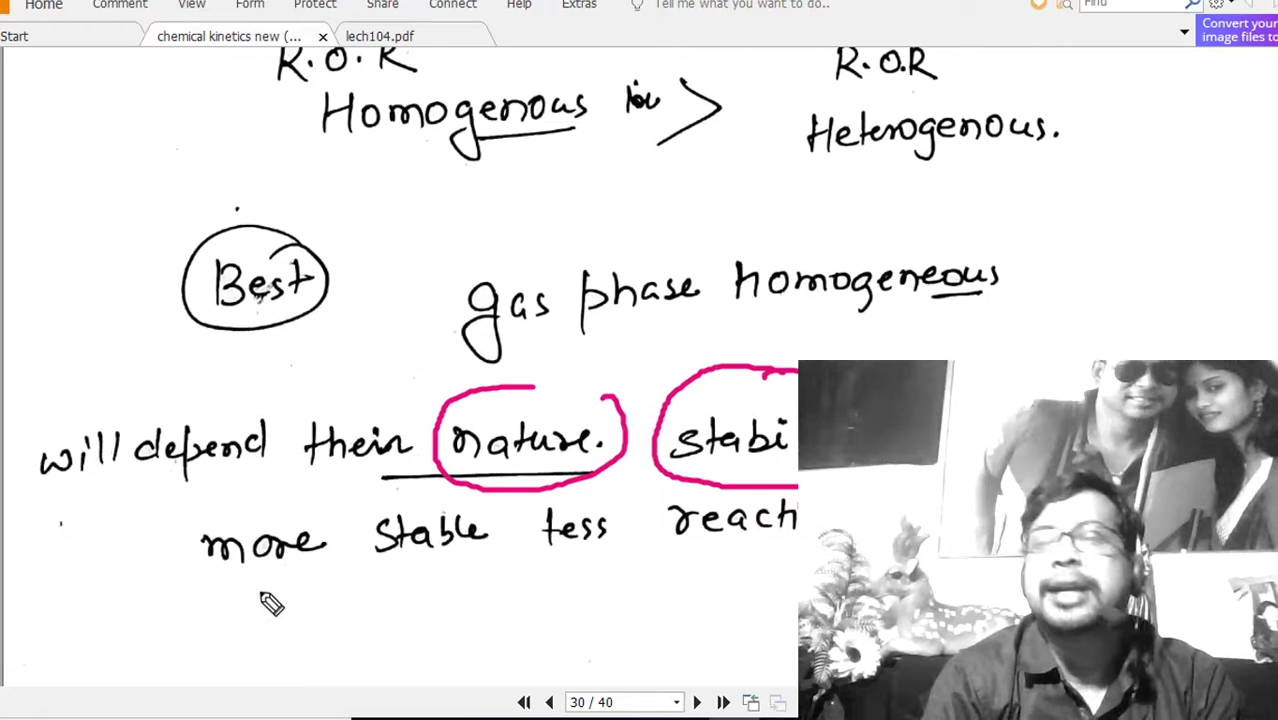 Home Comment View Form Protect Share Connect Help Extras Tell me what you want to do.. Find
Start chemical kinetics new (... × lech104.pdf
Convert your
image files to
R.O.R R.O.R
Homogenous > Heterogenous.
Best gas phase homogeneous
will depend their nature. stabi
more stable less reach
30 / 40